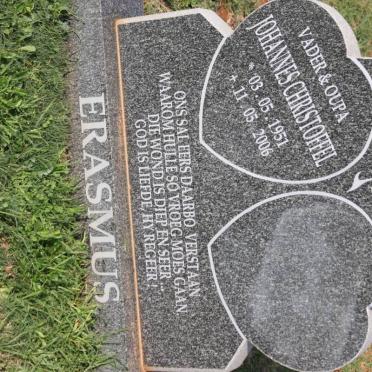 VADER & OUPA
JOHANNES CHRISTOFFEL
* 03. 05. 1951
+ 11. 05. 2006
ONS SAL EERS DAARBO VERSTAAN
WAAROM HULLE SO VROEG MOES GAAN
DIE WOND IS DIEP EN SEER...
GOD IS LIEFDE, HY REGEER
ERASMUS